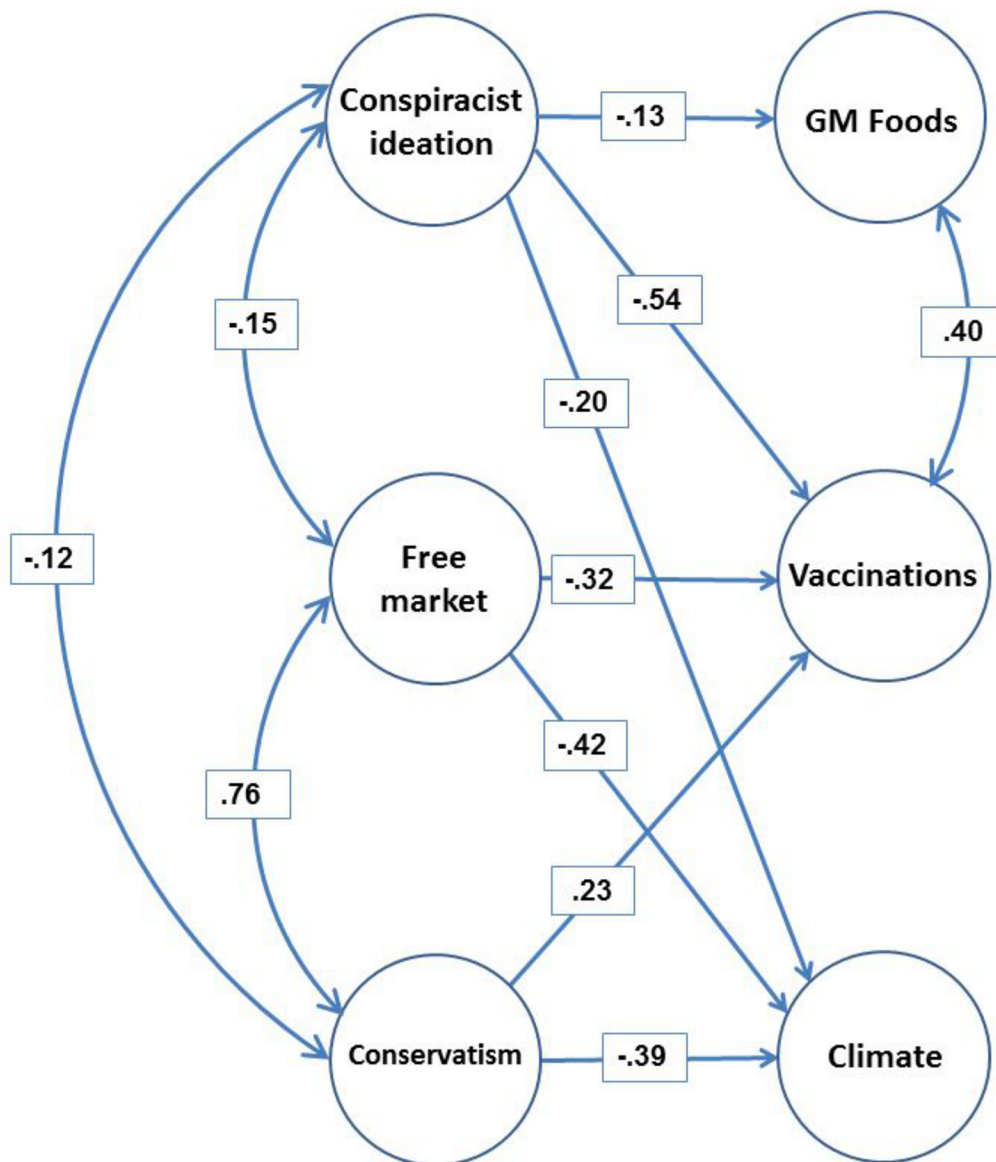 Conspiracist
ideation
-.13
GM Foods
-.54
-.15
.40
-.20
-.12
Free
market
-.32
Vaccinations
-.42
.76
.23
Conservatism
-.39
Climate